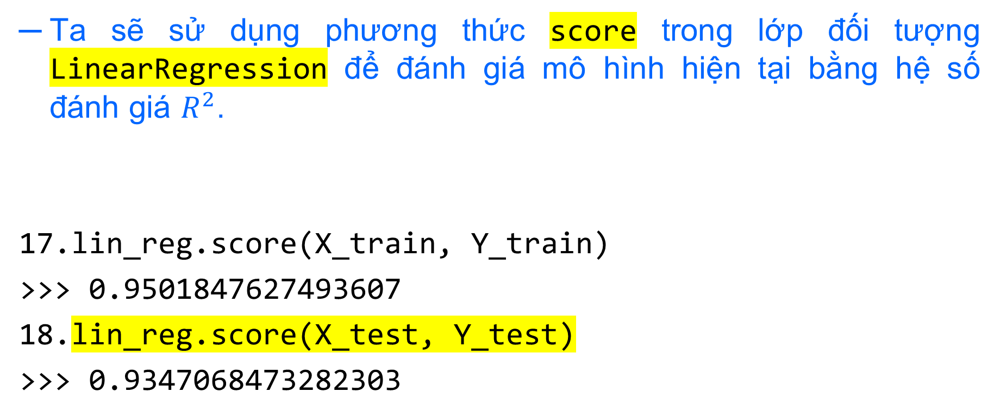 — Ta sẽ sử dụng phương thức score trong lớp đối tượng
LinearRegression để đánh giá mô hình hiện tại bằng hệ số
đánh giá R².
17.lin_reg.score(X_train, Y_train)
>>> 0.9501847627493607
18.lin_reg.score(X_test, Y_test)
>>> 0.9347068473282303